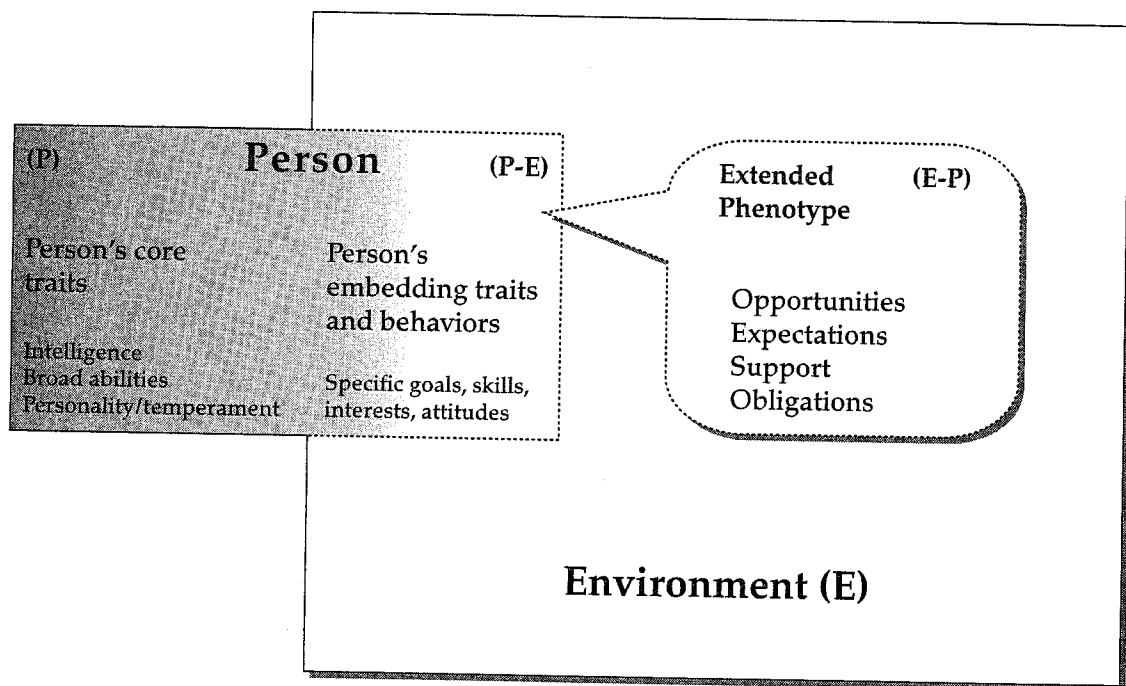 (P) Person (P-E)
Person's core
traits
Intelligence
Broad abilities
Personality/temperament
Person's
embedding traits
and behaviors
Specific goals, skills,
interests, attitudes
Extended (E-P)
Phenotype
Opportunities
Expectations
Support
Obligations
Environment (E)